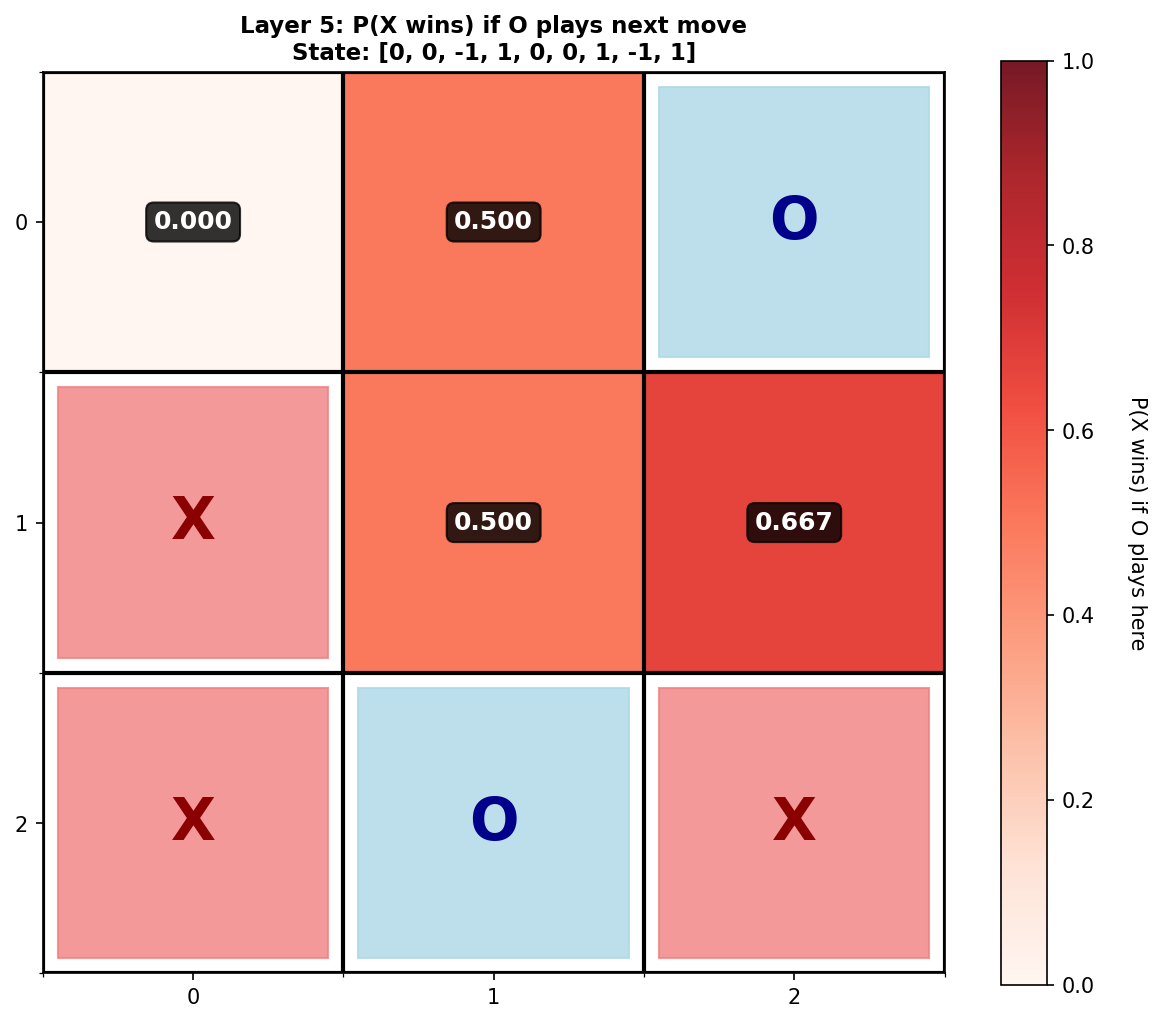 Layer 5: P(X wins) if O plays next move
State: [0, 0, -1, 1, 0, 0, 1, -1, 1]
0
0.000
0.500
O
1
X
0.500
0.667
2
X
O
X
0
1
2
1.0
0.8
0.6
0.4
0.2
0.0
P(X wins) if O plays here